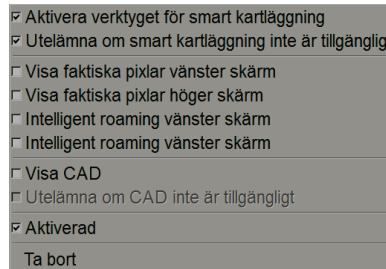 Aktivera verktyget för smart kartläggning
Utelämna om smart kartläggning inte är tillgänglig
Visa faktiska pixlar vänster skärm
Visa faktiska pixlar höger skärm
Intelligent roaming vänster skärm
Intelligent roaming vänster skärm
Visa CAD
Utelämna om CAD inte är tillgängligt
Aktiverad
Ta bort